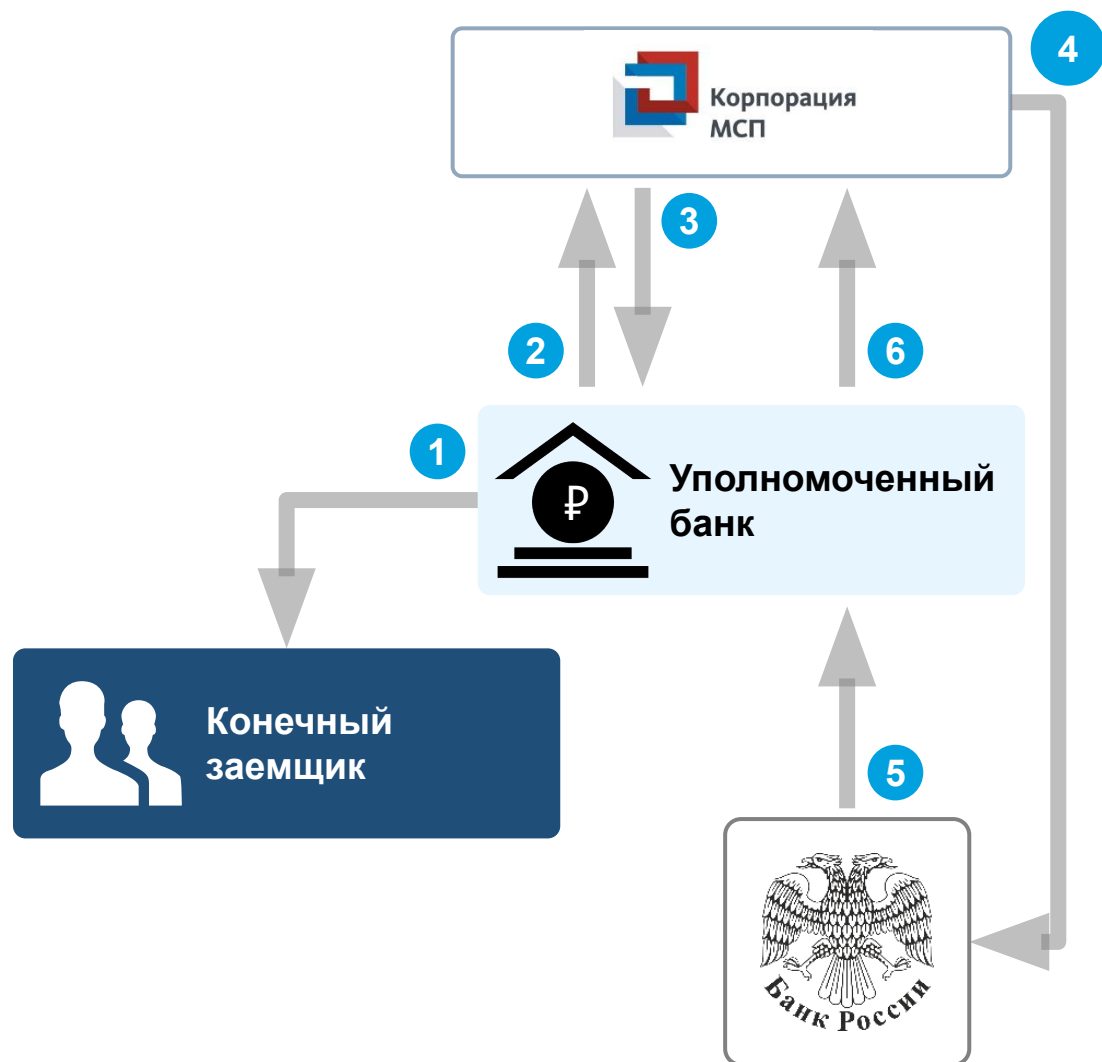 4
Корпорация
МСП
3
2
6
1
₽
Уполномоченный
банк
Конечный
заемщик
5
Банк России